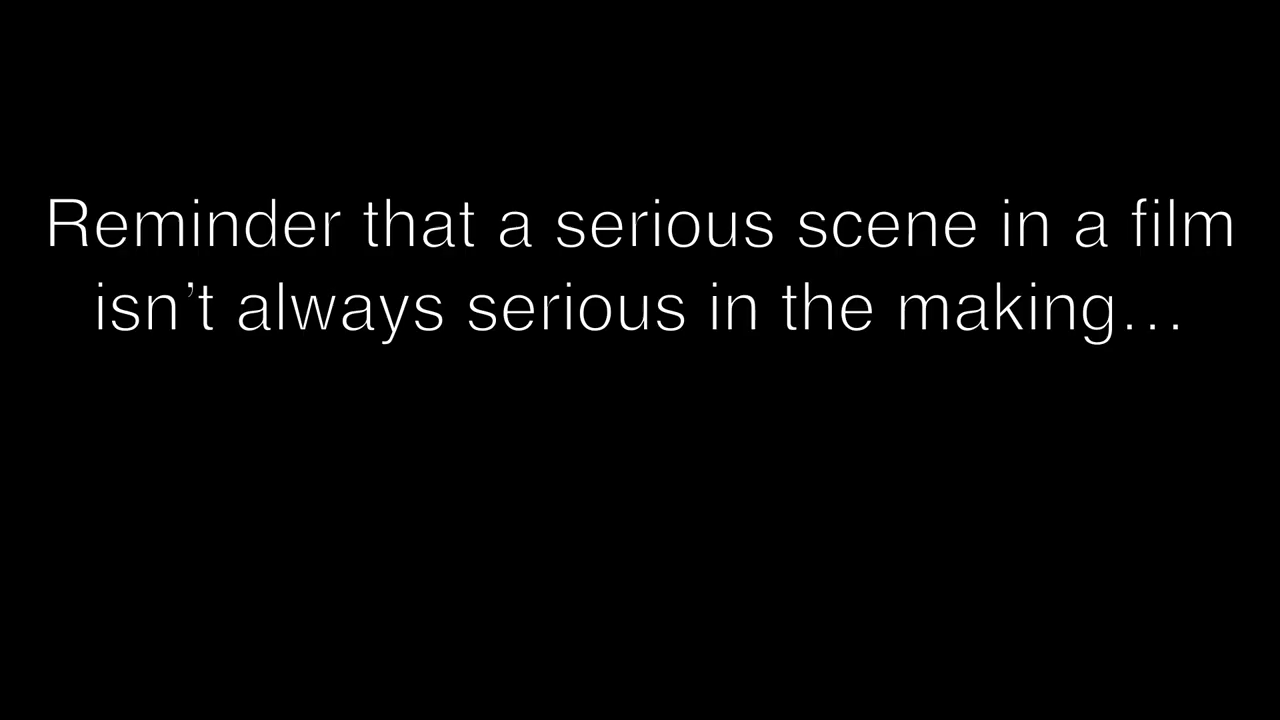 Reminder that a serious scene in a film
isn’t always serious in the making…